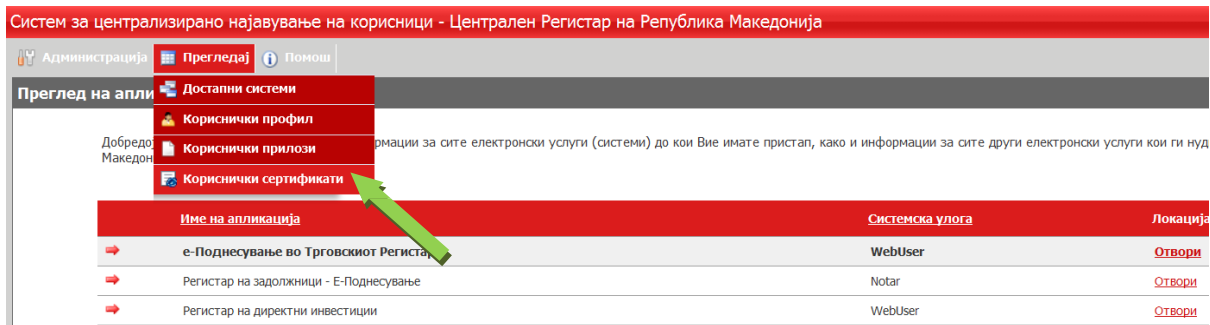 Систем за централизирано најавување на корисници - Централен Регистар на Република Македонија
Администрација Прегледај Помош
Преглед на апли
Достапни системи
Кориснички профил
Кориснички прилози
Кориснички сертификати
Добредој рмации за сите електронски услуги (системи) до кои Вие имате пристап, како и информации за сите други електронски услуги кои ги нуд
Македон
Име на апликација Системска улога Локација
е-Поднесување во Трговскиот Регистар WebUser Отвори
Регистар на задолжници - Е-Поднесување Notar Отвори
Регистар на директни инвестиции WebUser Отвори